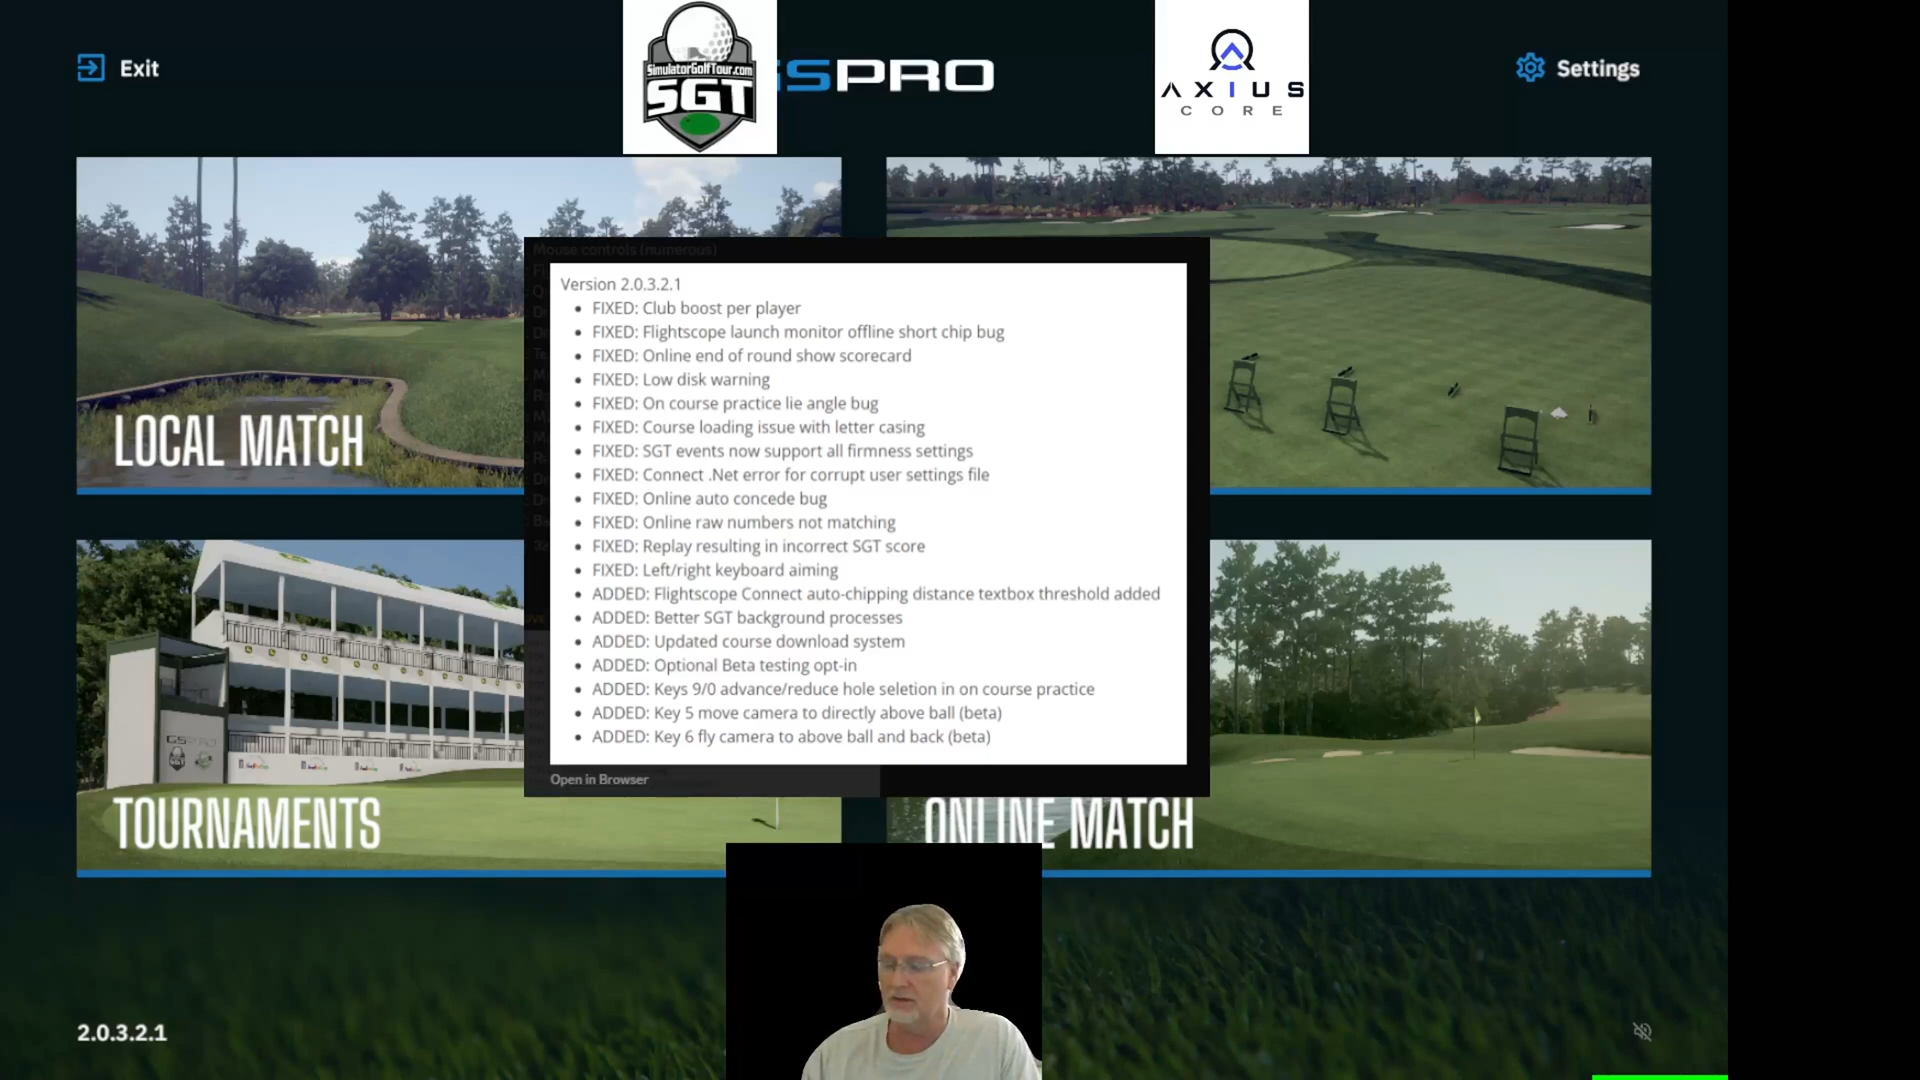 Exit
SimulatorGolfTour.com
SGT
GSPRO
AXIUS
CORE
Settings
Mouse controls (numerous)
Version 2.0.3.2.1
• FIXED: Club boost per player
• FIXED: Flightscope launch monitor offline short chip bug
• FIXED: Online end of round show scorecard
• FIXED: Low disk warning
• FIXED: On course practice lie angle bug
• FIXED: Course loading issue with letter casing
• FIXED: SGT events now support all firmness settings
• FIXED: Connect .Net error for corrupt user settings file
• FIXED: Online auto concede bug
• FIXED: Online raw numbers not matching
• FIXED: Replay resulting in incorrect SGT score
• FIXED: Left/right keyboard aiming
• ADDED: Flightscope Connect auto-chipping distance textbox threshold added
• ADDED: Better SGT background processes
• ADDED: Updated course download system
• ADDED: Optional Beta testing opt-in
• ADDED: Keys 9/0 advance/reduce hole seletion in on course practice
• ADDED: Key 5 move camera to directly above ball (beta)
• ADDED: Key 6 fly camera to above ball and back (beta)
Open in Browser
LOCAL MATCH
GSPRO
SGT
TOURNAMENTS
ONLINE MATCH
2.0.3.2.1